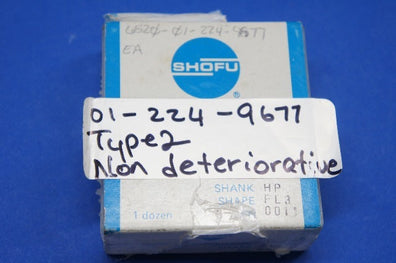 6520-01-224-9677
EA
SHOFU
®
01-224-9677
Type2
Non deteriorative
SHANK HP
SHAPE FL3
1 dozen 0011